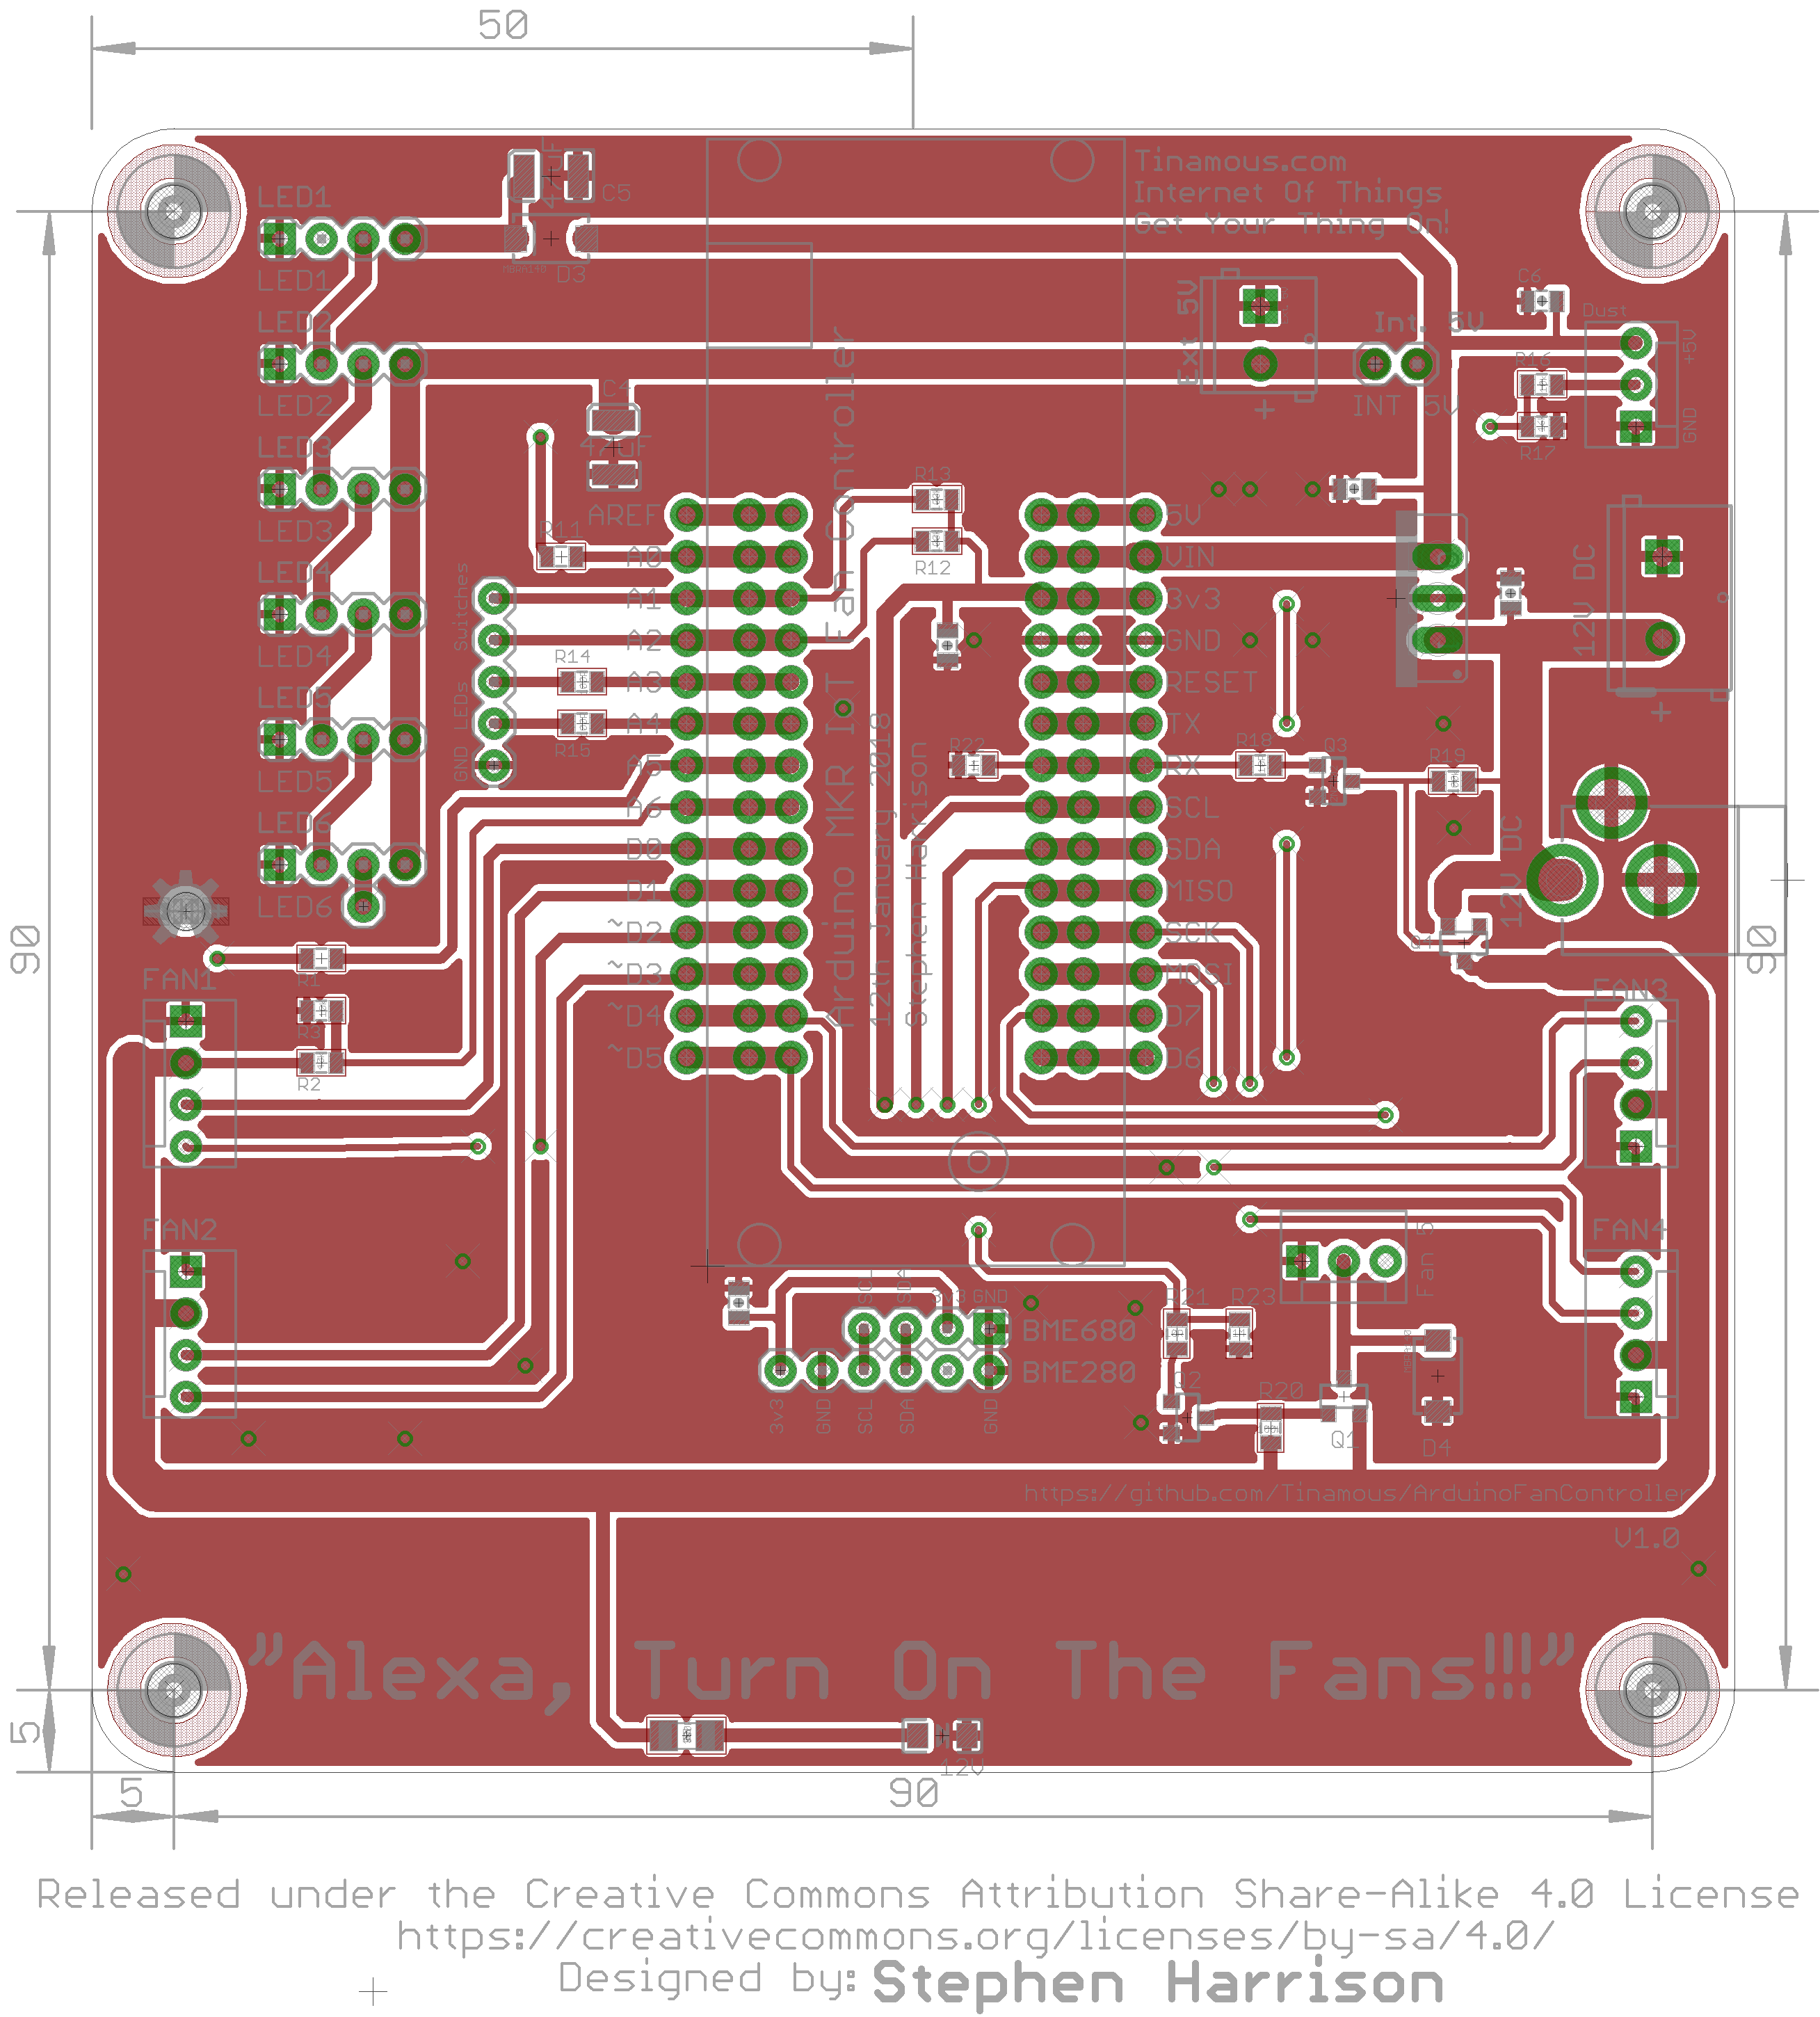 50
Tinamous.com
Internet Of Things
Get Your Thing On!
LED1
C5
LED1
D3
C6
Dust
+5V
LED2
Ext 5V
Int. 5V
R16
LED2
C4
INT 5V
GND
+
LED3
47uF
R17
R13
LED3
AREF
5V
R11
A0
VIN
R12
12V DC
LED4
Switches
A1
3v3
LED4
A2
GND
R14
A3
RESET
LED5
LEDs
A4
TX
+
R15
GND
A5
R22
RX
R18
Q3
R19
LED5
A6
SCL
LED6
D0
SDA
12V DC
D1
MISO
LED6
~D2
SCK
90
90
FAN1
R1
~D3
MOSI
FAN3
R3
~D4
D7
~D5
D6
R2
Arduino MKR IoT Fan Controller
12th January 2018
Stephen Harrison
FAN2
FAN4
Fan 5
SCL
SDA
3v3
GND
R21
R23
BME680
BME280
Q2
R20
3v3
GND
SCL
SDA
GND
Q1
D4
https://github.com/Tinamous/ArduinoFanController
V1.0
"Alexa, Turn On The Fans!!!"
5
12V
5
90
Released under the Creative Commons Attribution Share-Alike 4.0 License
https://creativecommons.org/licenses/by-sa/4.0/
Designed by: Stephen Harrison